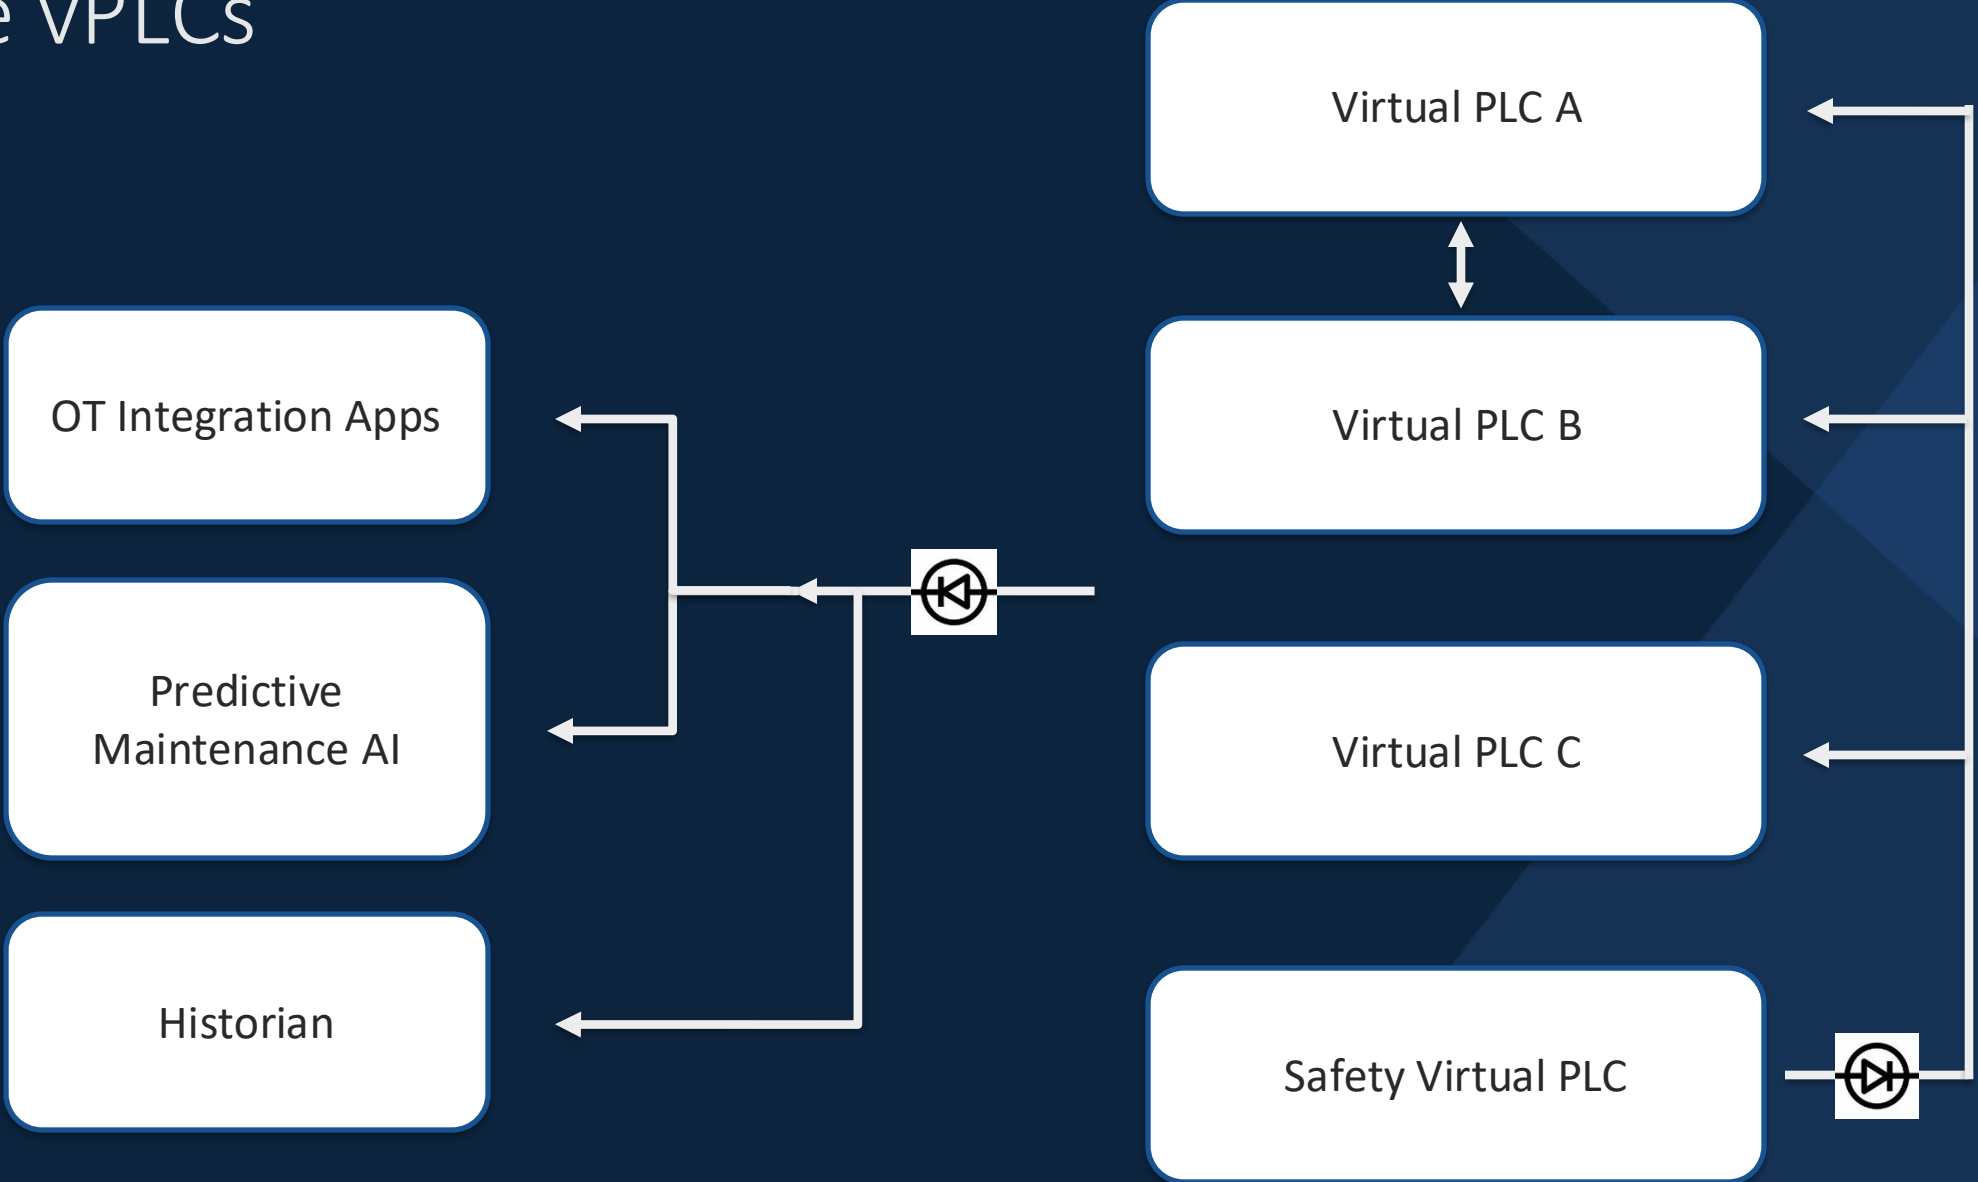 e VPLCs
Virtual PLC A
OT Integration Apps
Virtual PLC B
Predictive
Maintenance AI
Virtual PLC C
Historian
Safety Virtual PLC